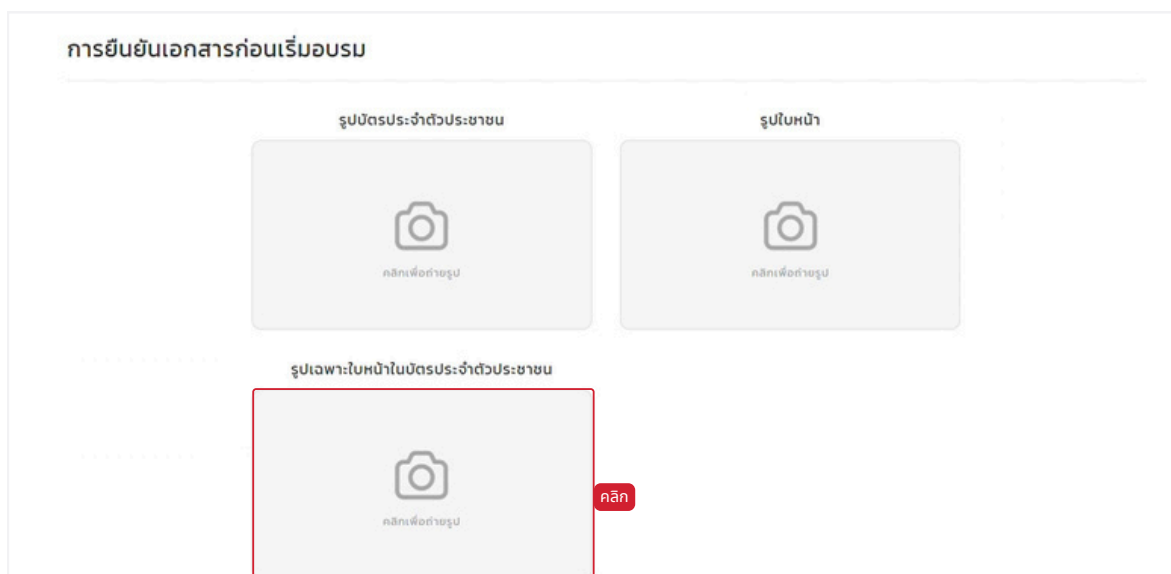 การยืนยันเอกสารก่อนเริ่มอบรม
รูปบัตรประจำตัวประชาชน
รูปใบหน้า
คลิกเพื่อถ่ายรูป
คลิกเพื่อถ่ายรูป
รูปเฉพาะใบหน้าในบัตรประจำตัวประชาชน
คลิกเพื่อถ่ายรูป
คลิก